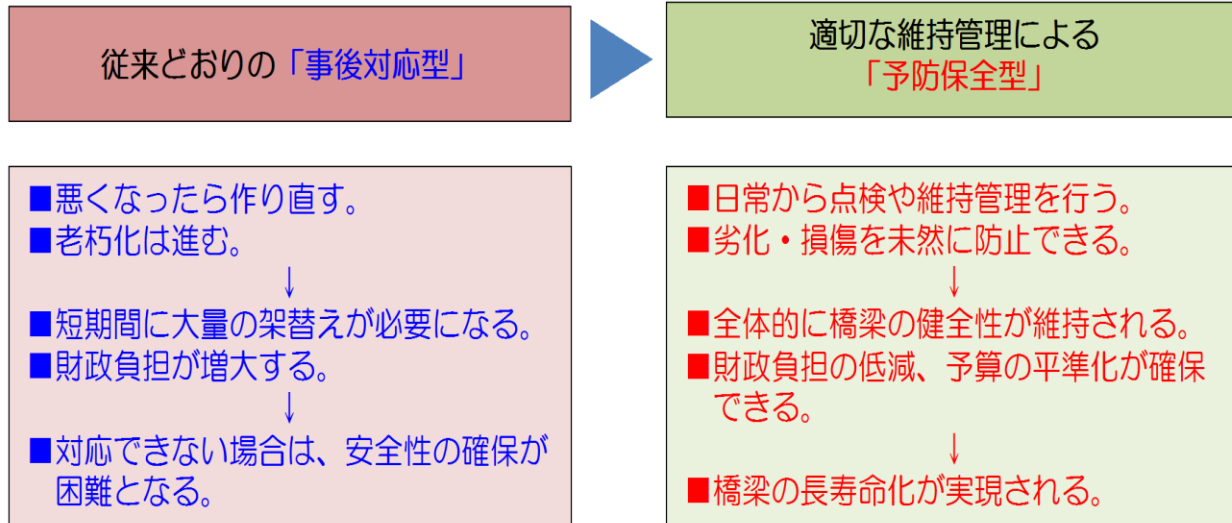 従来どおりの「事後対応型」
適切な維持管理による
「予防保全型」
■悪くなったら作り直す。
■老朽化は進む。
↓
■短期間に大量の架替えが必要になる。
■財政負担が増大する。
↓
■対応できない場合は、安全性の確保が
困難となる。
■日常から点検や維持管理を行う。
■劣化・損傷を未然に防止できる。
↓
■全体的に橋梁の健全性が維持される。
■財政負担の低減、予算の平準化が確保
できる。
↓
■橋梁の長寿命化が実現される。